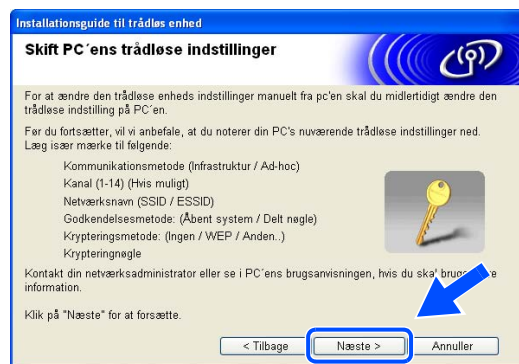 Installationsguide til trådløs enhed
Skift PC´ens trådløse indstillinger
For at ændre den trådløse enheds indstillinger manuelt fra pc'en skal du midlertidigt ændre den
trådløse indstilling på PC´en.
Før du fortsætter, vil vi anbefale, at du noterer din PC's nuværende trådløse indstillinger ned.
Læg især mærke til følgende:
Kommunikationsmetode (Infrastruktur / Ad-hoc)
Kanal (1-14) (Hvis muligt)
Netværksnavn (SSID / ESSID)
Godkendelsesmetode: (Åbent system / Delt nøgle)
Krypteringsmetode: (Ingen / WEP / Anden..)
Krypteringnøgle
Kontakt din netværksadministrator eller se i PC´ens brugsanvisningen, hvis du skal
information.
Klik på "Næste" for at forsætte.
< Tilbage Næste > Annuller